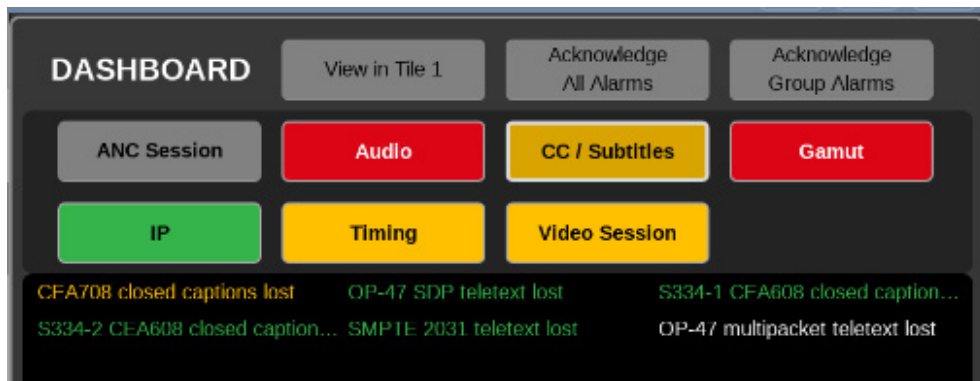 DASHBOARD
View in Tile 1
Acknowledge
All Alarms
Acknowledge
Group Alarms
ANC Session
Audio
CC / Subtitles
Gamut
IP
Timing
Video Session
CEA708 closed captions lost
OP-47 SDP teletext lost
S334-1 CEA608 closed caption…
S334-2 CEA608 closed caption…
SMPTE 2031 teletext lost
OP-47 multipacket teletext lost